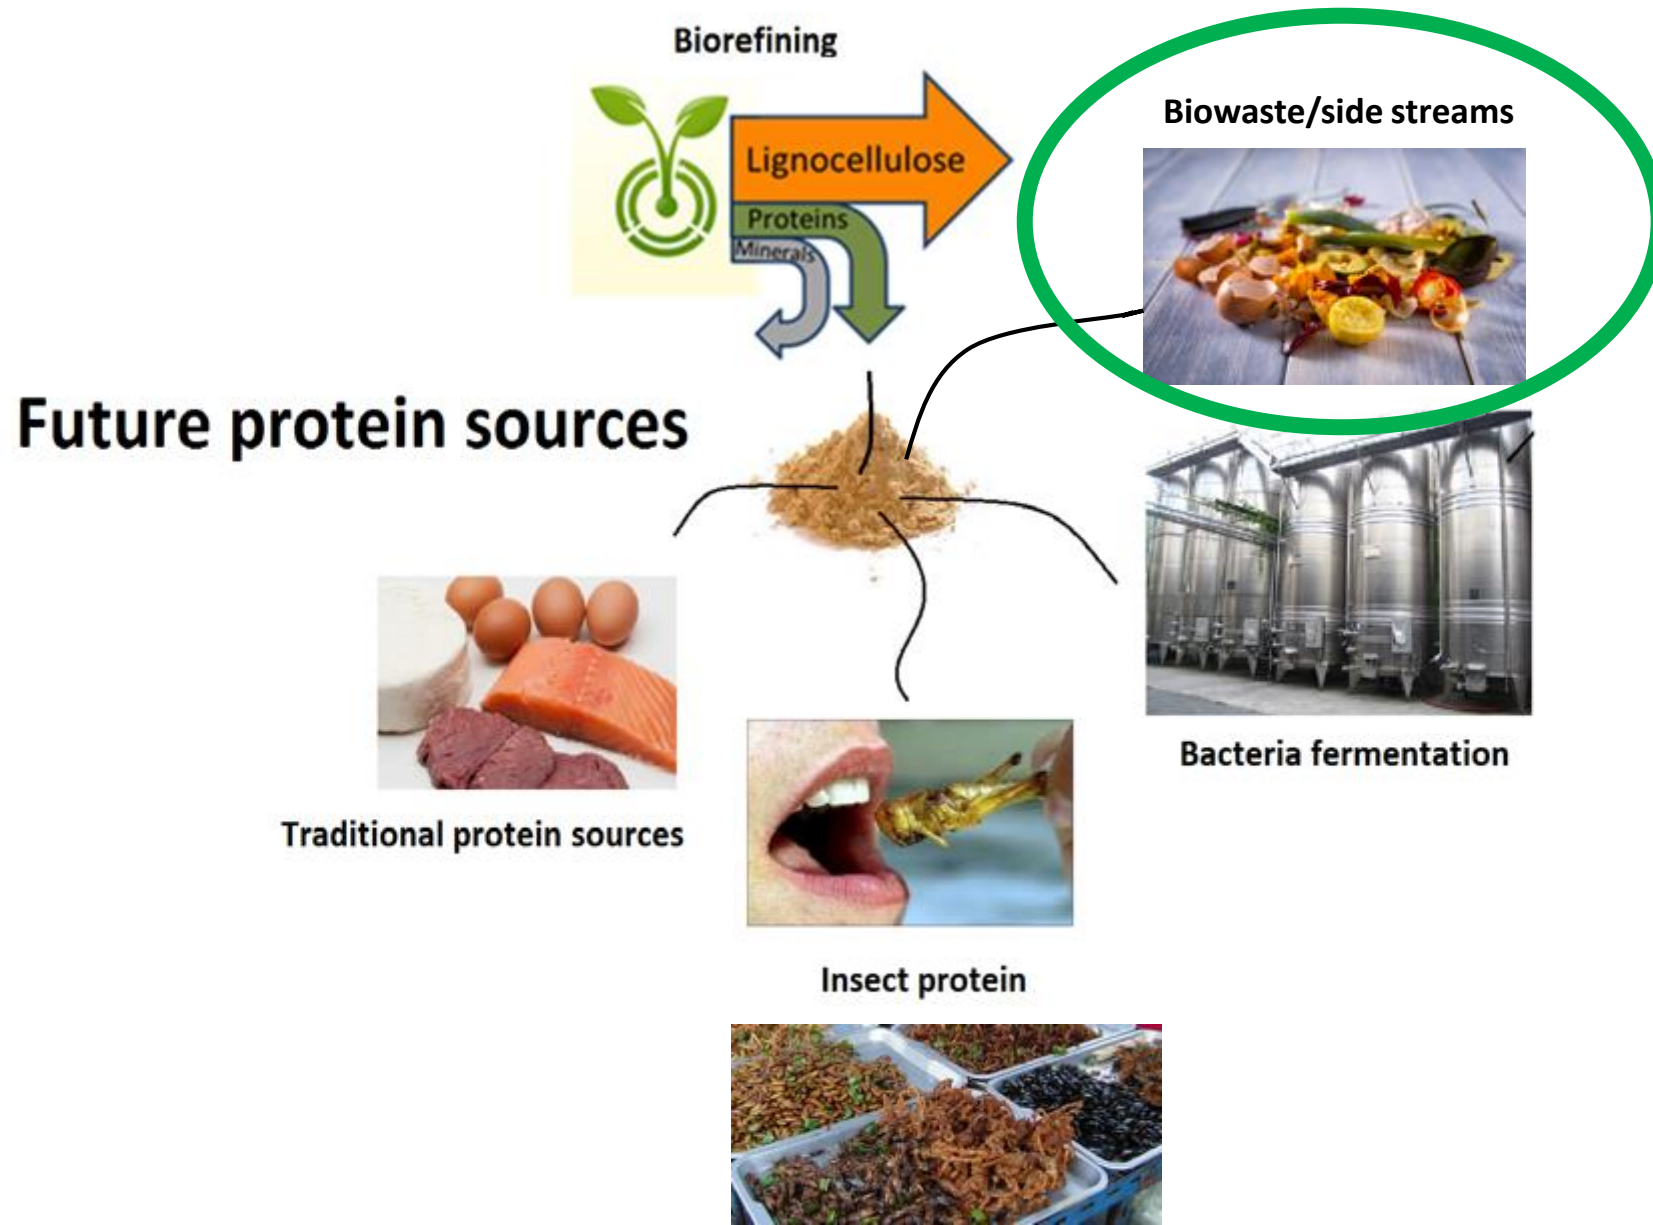 Biorefining
Biowaste/side streams
Lignocellulose
Proteins
Minerals
Future protein sources
Bacteria fermentation
Traditional protein sources
Insect protein